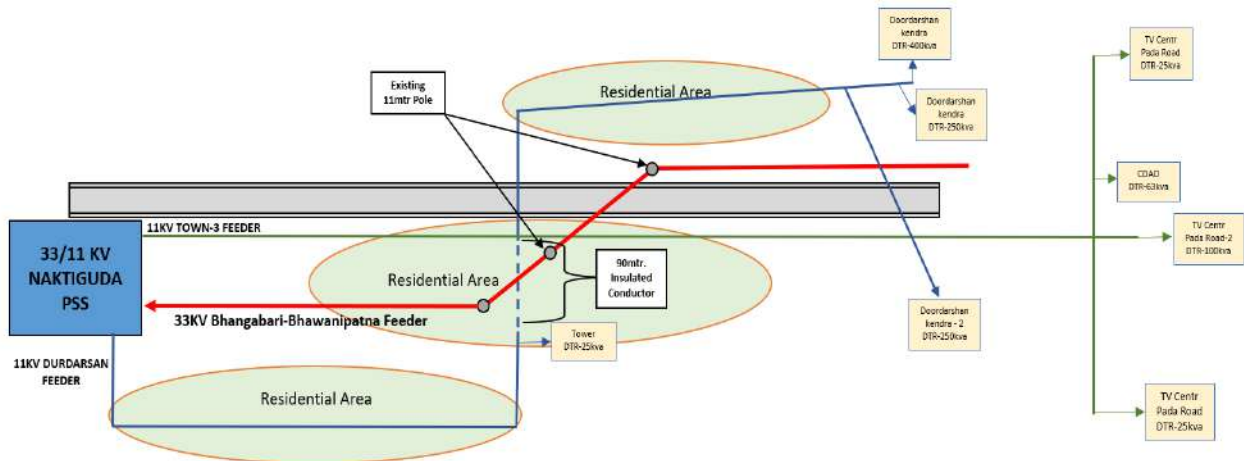 Doordarshan
kendra
DTR-400kva
TV Centr
Pada Road
DTR-25kva
Existing
11mtr Pole
Residential Area
Doordarshan
kendra
DTR-250kva
DTR-63kva
11KV TOWN-3 FEEDER
TV Centr
Pada Road-2
DTR-100kva
33/11 KV
NAKTIGUDA
PSS
Residential Area
90mtr.
Insulated
Conductor
33KV Bhangabari-Bhawanipatna Feeder
Doordarshan
kendra - 2
DTR-250kva
Tower
DTR-25kva
11KV DURDARSAN
FEEDER
Residential Area
TV Centr
Pada Road
DTR-25kva